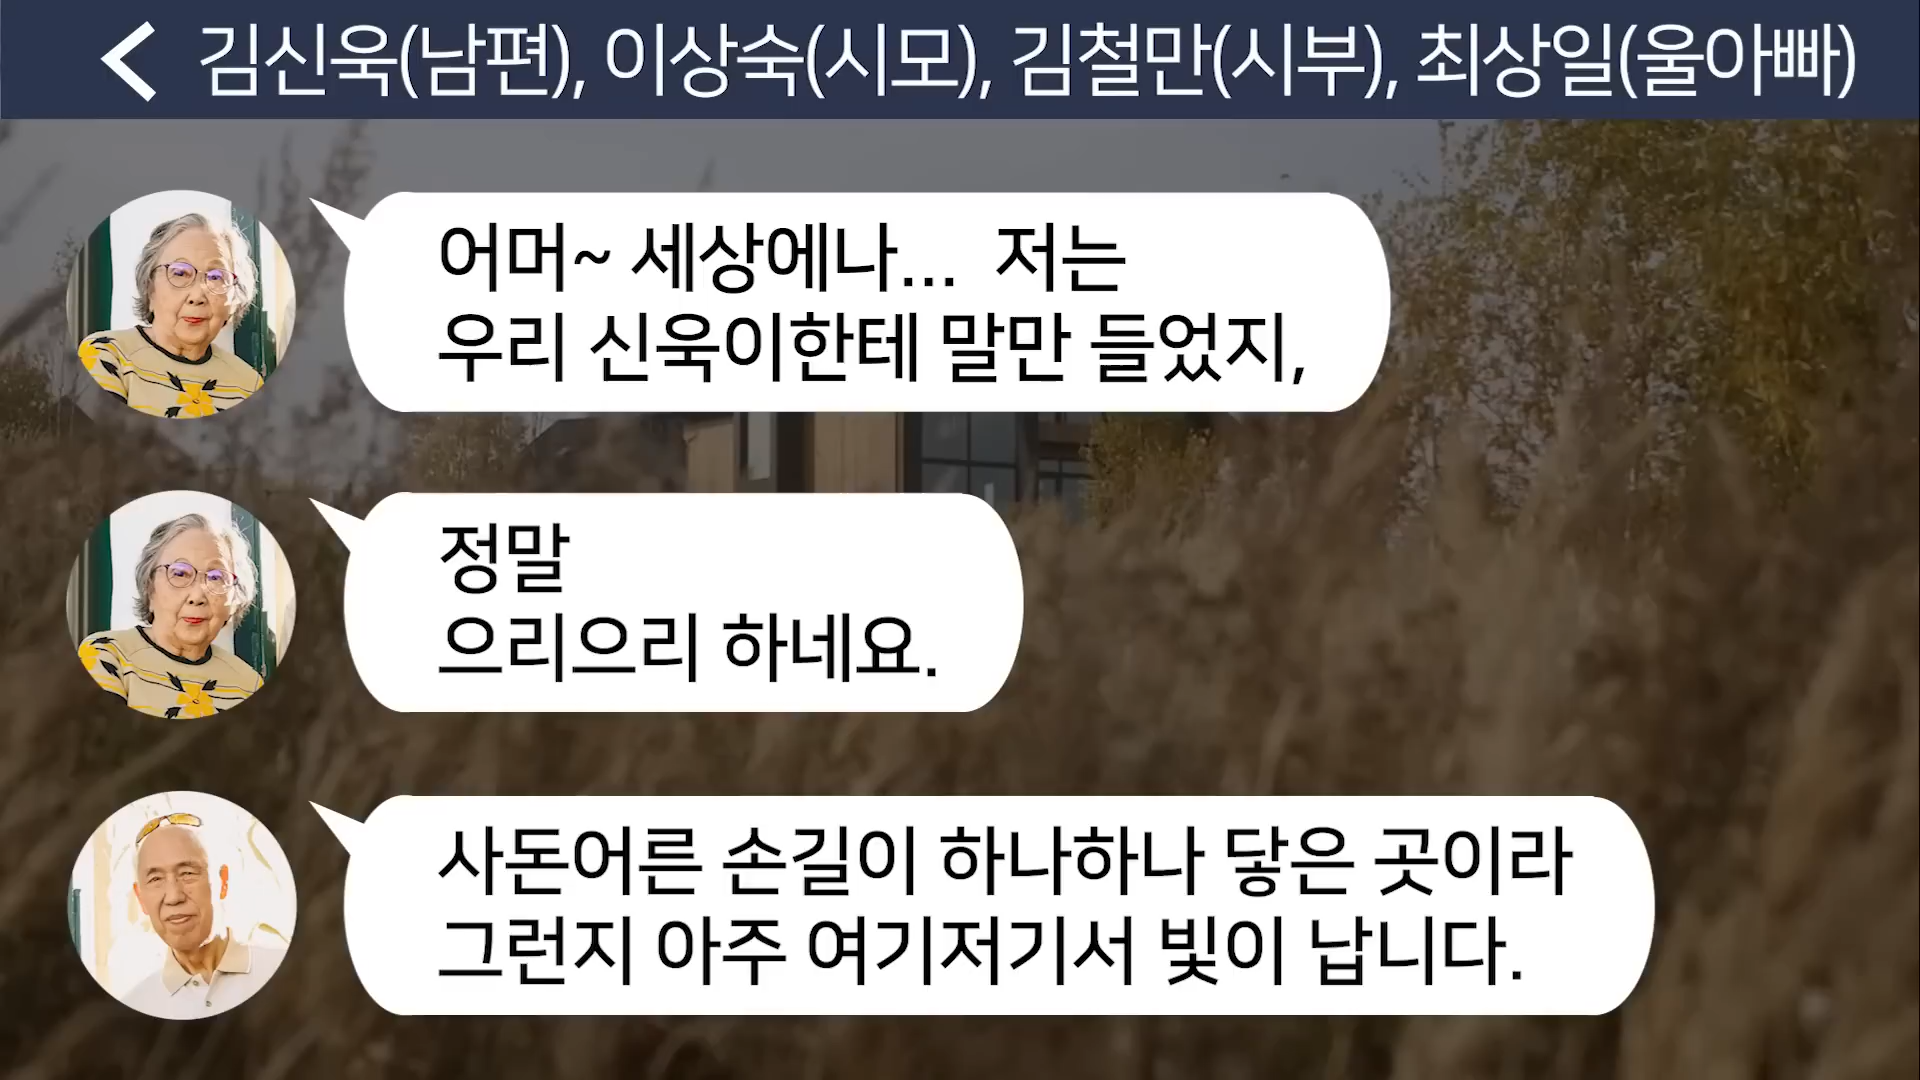 김신욱(남편), 이상숙(시모), 김철만(시부), 최상일(울아빠)
어머~ 세상에나... 저는
우리 신욱이한테 말만 들었지,
정말
으리으리 하네요.
사돈어른 손길이 하나하나 닿은 곳이라
그런지 아주 여기저기서 빛이 납니다.